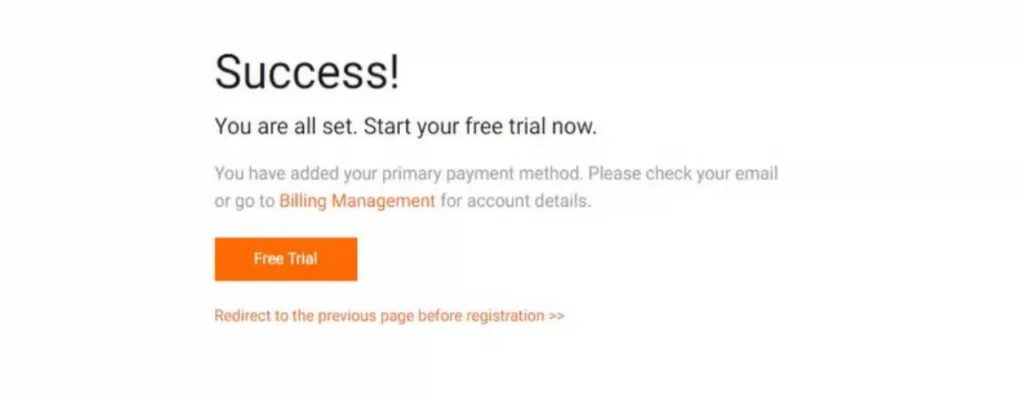 Success!
You are all set. Start your free trial now.
You have added your primary payment method. Please check your email
or go to Billing Management for account details.
Free Trial
Redirect to the previous page before registration >>